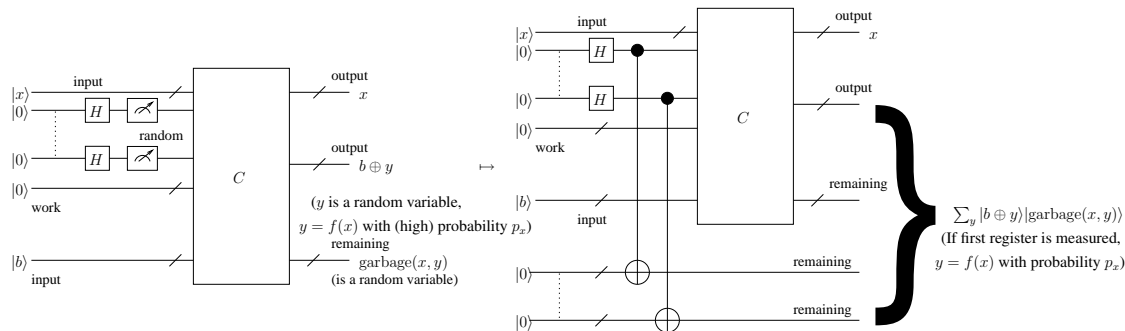 input
output
|x⟩
x
|0⟩
H
random
|0⟩
H
C
output
b ⊕ y
|0⟩
work
(y is a random variable,
y = f(x) with (high) probability pₓ)
remaining
|b⟩
garbage(x, y)
input
(is a random variable)
↦
input
output
|x⟩
x
|0⟩
H
output
|0⟩
H
C
|0⟩
work
remaining
|b⟩
input
∑_y |b ⊕ y⟩|garbage(x, y)⟩
(If first register is measured,
y = f(x) with probability pₓ)
remaining
|0⟩
remaining
|0⟩